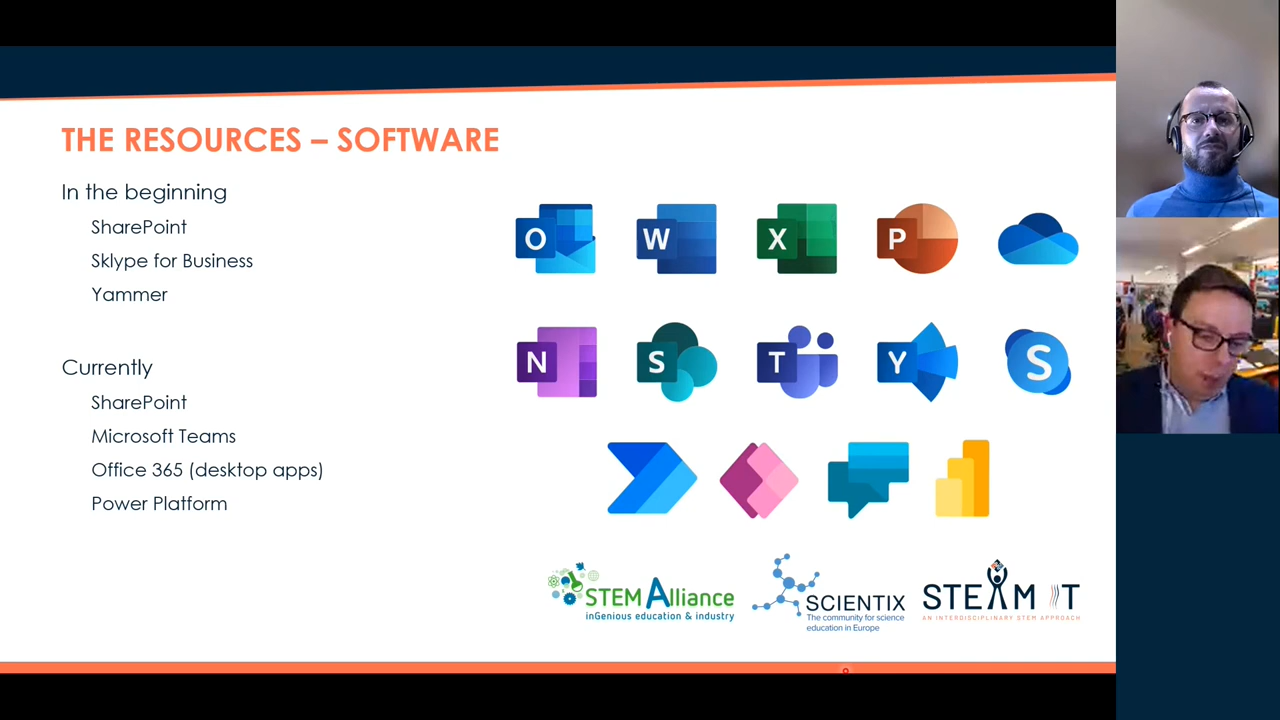 THE RESOURCES – SOFTWARE
In the beginning
SharePoint
Sklype for Business
Yammer
Currently
SharePoint
Microsoft Teams
Office 365 (desktop apps)
Power Platform
O
W
X
P
N
S
T
Y
S
STEM Alliance
inGenious education & industry
SCIENTIX
The community for science
education in Europe
STEAM IT
AN INTERDISCIPLINARY STEM APPROACH